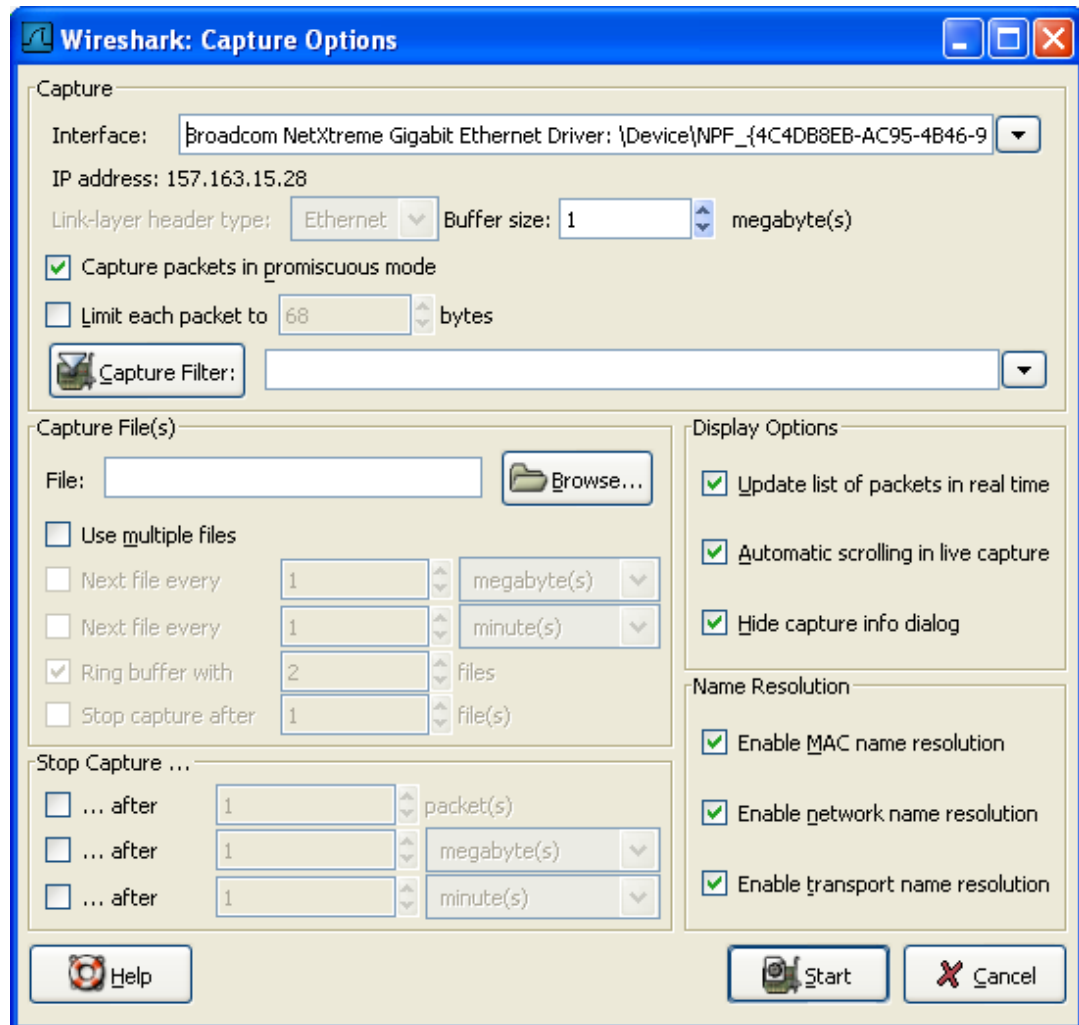 Wireshark: Capture Options
Capture
Interface: Broadcom NetXtreme Gigabit Ethernet Driver: \Device\NPF_{4C4DB8EB-AC95-4B46-9
IP address: 157.163.15.28
Link-layer header type: Ethernet Buffer size: 1 megabyte(s)
Capture packets in promiscuous mode
Limit each packet to 68 bytes
Capture Filter:
Capture File(s)
File: Browse...
Use multiple files
Next file every 1 megabyte(s)
Next file every 1 minute(s)
Ring buffer with 2 files
Stop capture after 1 file(s)
Stop Capture ...
... after 1 packet(s)
... after 1 megabyte(s)
... after 1 minute(s)
Display Options
Update list of packets in real time
Automatic scrolling in live capture
Hide capture info dialog
Name Resolution
Enable MAC name resolution
Enable network name resolution
Enable transport name resolution
Help Start Cancel